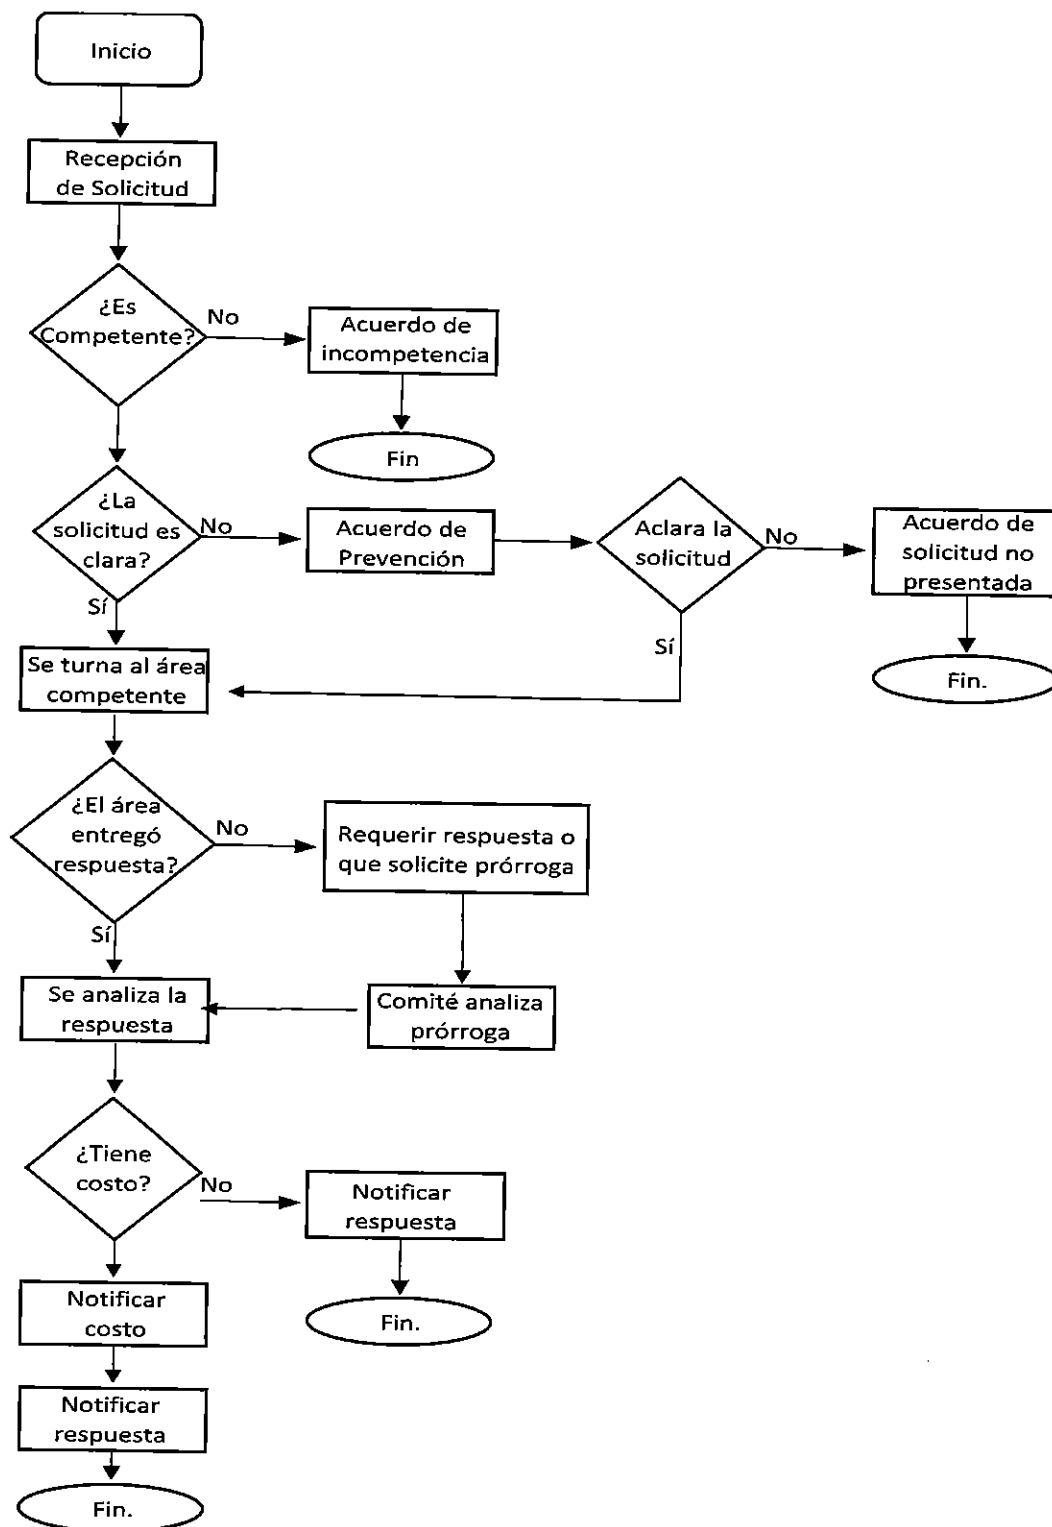 Inicio
Recepción
de Solicitud
¿Es
Competente?
No
Acuerdo de
incompetencia
Fin
¿La
solicitud es
clara?
No
Acuerdo de
Prevención
Aclara la
solicitud
No
Acuerdo de
solicitud no
presentada
Sí
Sí
Fin.
Se turna al área
competente
¿El área
entregó
respuesta?
No
Requerir respuesta o
que solicite prórroga
Sí
Se analiza la
respuesta
Comité analiza
prórroga
¿Tiene
costo?
No
Notificar
respuesta
Fin.
Notificar
costo
Notificar
respuesta
Fin.